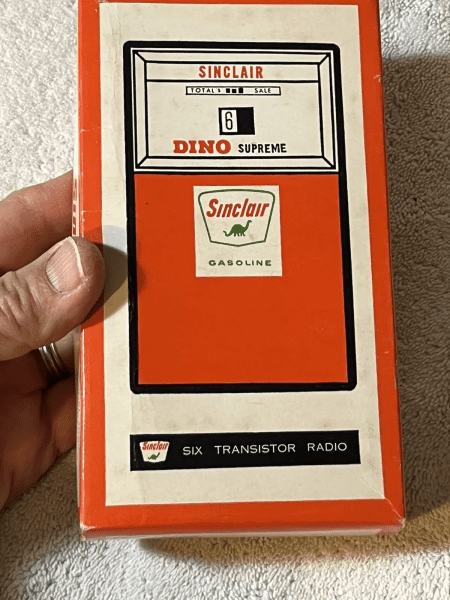 SINCLAIR
TOTAL $ SALE
6
DINO SUPREME
Sinclair
GASOLINE
Sinclair SIX TRANSISTOR RADIO